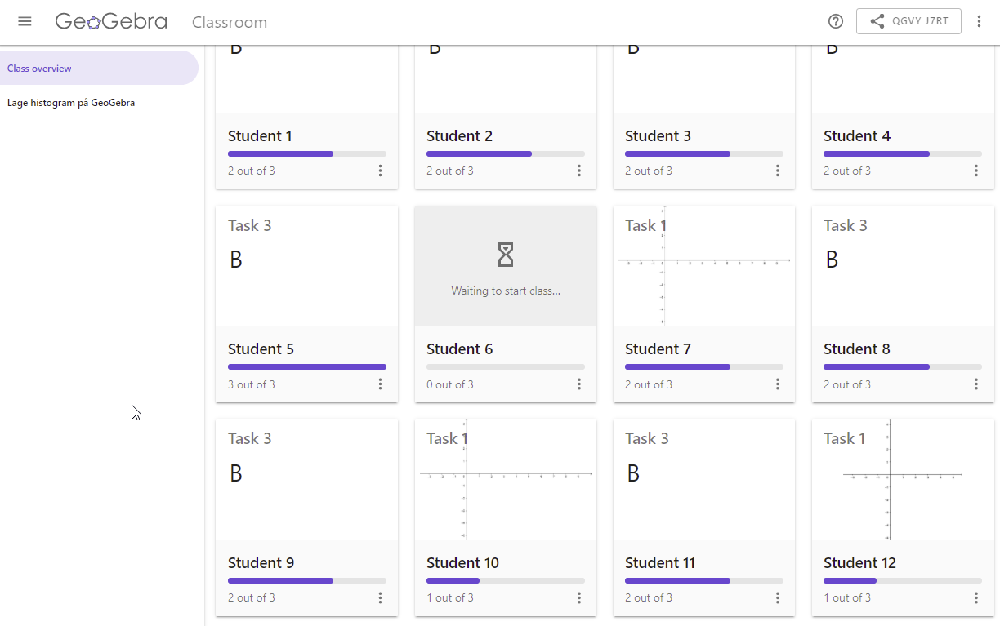 GeoGebra Classroom
QGVY J7RT
Class overview
Lage histogram på GeoGebra
B B B B
Student 1 Student 2 Student 3 Student 4
2 out of 3 2 out of 3 2 out of 3 2 out of 3
Task 3 Task 1 Task 3
B B
Waiting to start class...
Student 5 Student 6 Student 7 Student 8
3 out of 3 0 out of 3 2 out of 3 2 out of 3
Task 3 Task 1 Task 3 Task 1
B B
Student 9 Student 10 Student 11 Student 12
2 out of 3 1 out of 3 2 out of 3 1 out of 3